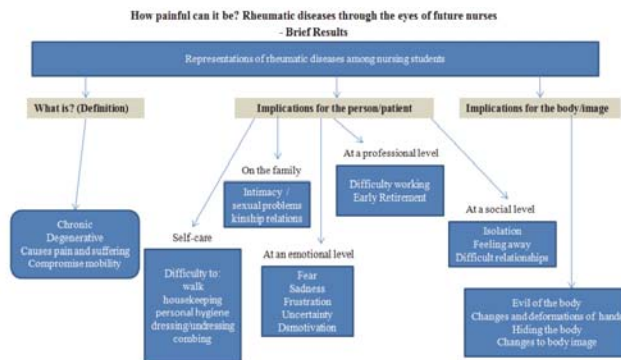 How painful can it be? Rheumatic diseases through the eyes of future nurses
- Brief Results
Representations of rheumatic diseases among nursing students
What is? (Definition)
Implications for the person/patient
Implications for the body/image
On the family
Intimacy /
sexual problems
kinship relations
At a professional level
Difficulty working
Early Retirement
At a social level
Isolation
Feeling away
Difficult relationships
Chronic
Degenerative
Causes pain and suffering
Compromise mobility
Self-care
Difficulty to:
walk
housekeeping
personal hygiene
dressing/undressing
combing
At an emotional level
Fear
Sadness
Frustration
Uncertainty
Dsmotivation
Evil of the body
Changes and deformations of hands
Hiding the body
Changes to body image